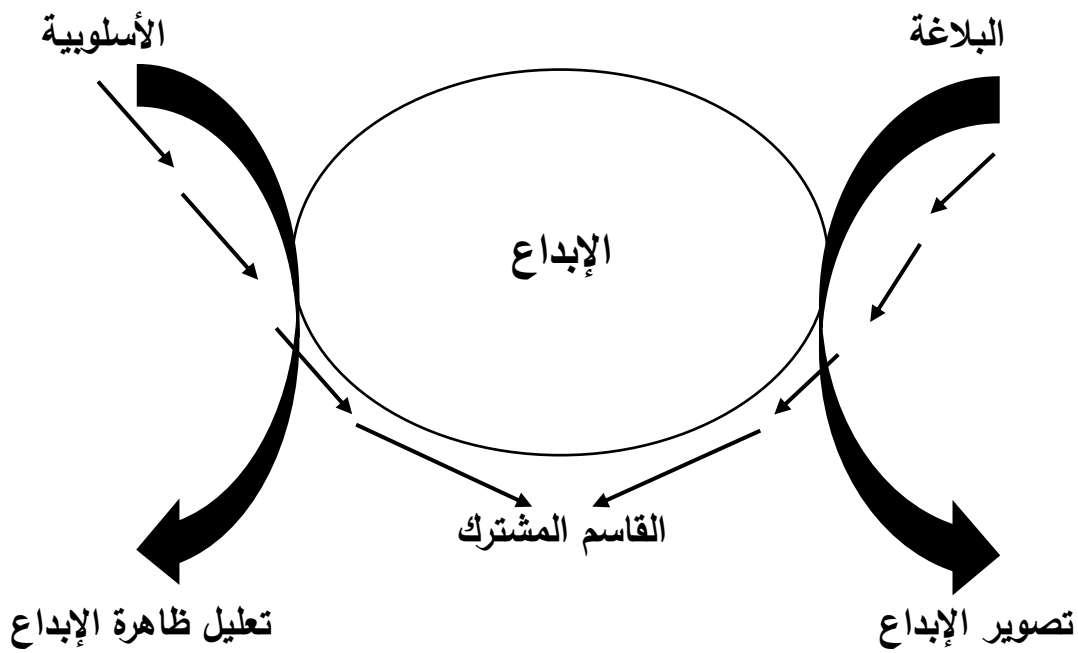 البلاغة
الأسلوبية
الإبداع
القاسم المشترك
تصوير الإبداع
تعليل ظاهرة الإبداع